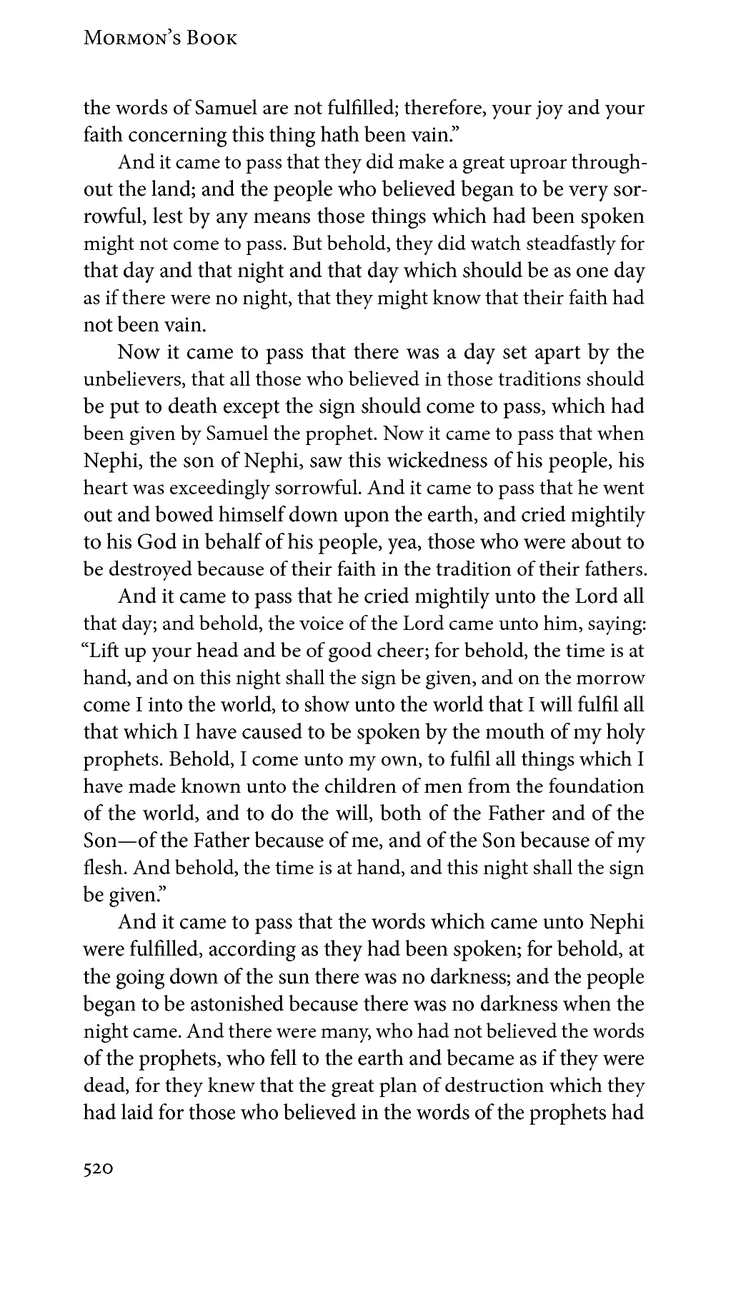 Mormon's Book
the words of Samuel are not fulfilled; therefore, your joy and your
faith concerning this thing hath been vain.”
And it came to pass that they did make a great uproar through-
out the land; and the people who believed began to be very sor-
rowful, lest by any means those things which had been spoken
might not come to pass. But behold, they did watch steadfastly for
that day and that night and that day which should be as one day
as if there were no night, that they might know that their faith had
not been vain.
Now it came to pass that there was a day set apart by the
unbelievers, that all those who believed in those traditions should
be put to death except the sign should come to pass, which had
been given by Samuel the prophet. Now it came to pass that when
Nephi, the son of Nephi, saw this wickedness of his people, his
heart was exceedingly sorrowful. And it came to pass that he went
out and bowed himself down upon the earth, and cried mightily
to his God in behalf of his people, yea, those who were about to
be destroyed because of their faith in the tradition of their fathers.
And it came to pass that he cried mightily unto the Lord all
that day; and behold, the voice of the Lord came unto him, saying:
“Lift up your head and be of good cheer; for behold, the time is at
hand, and on this night shall the sign be given, and on the morrow
come I into the world, to show unto the world that I will fulfil all
that which I have caused to be spoken by the mouth of my holy
prophets. Behold, I come unto my own, to fulfil all things which I
have made known unto the children of men from the foundation
of the world, and to do the will, both of the Father and of the
Son—of the Father because of me, and of the Son because of my
flesh. And behold, the time is at hand, and this night shall the sign
be given.”
And it came to pass that the words which came unto Nephi
were fulfilled, according as they had been spoken; for behold, at
the going down of the sun there was no darkness; and the people
began to be astonished because there was no darkness when the
night came. And there were many, who had not believed the words
of the prophets, who fell to the earth and became as if they were
dead, for they knew that the great plan of destruction which they
had laid for those who believed in the words of the prophets had
520